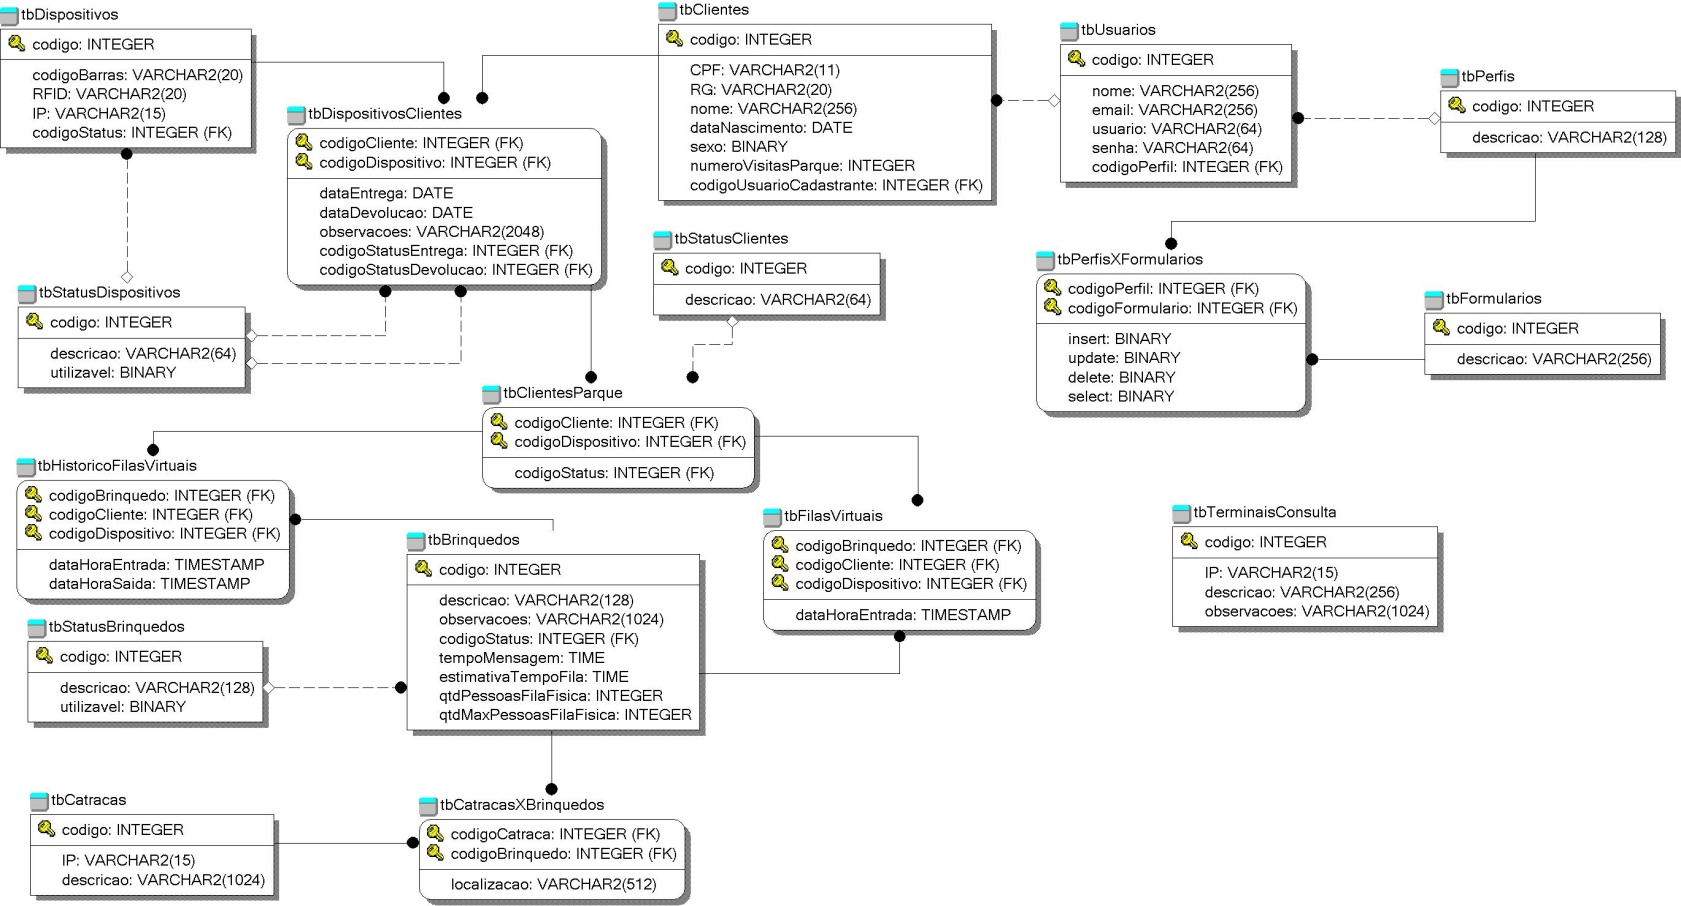 tbDispositivos
codigo: INTEGER
codigoBarras: VARCHAR2(20)
RFID: VARCHAR2(20)
IP: VARCHAR2(15)
codigoStatus: INTEGER (FK)
tbClientes
codigo: INTEGER
CPF: VARCHAR2(11)
RG: VARCHAR2(20)
nome: VARCHAR2(256)
dataNascimento: DATE
sexo: BINARY
numeroVisitasParque: INTEGER
codigoUsuarioCadastrante: INTEGER (FK)
tbUsuarios
codigo: INTEGER
nome: VARCHAR2(256)
email: VARCHAR2(256)
usuario: VARCHAR2(64)
senha: VARCHAR2(64)
codigoPerfil: INTEGER (FK)
tbPerfis
codigo: INTEGER
descricao: VARCHAR2(128)
tbDispositivosClientes
codigoCliente: INTEGER (FK)
codigoDispositivo: INTEGER (FK)
dataEntrega: DATE
dataDevolucao: DATE
observacoes: VARCHAR2(2048)
codigoStatusEntrega: INTEGER (FK)
codigoStatusDevolucao: INTEGER (FK)
tbStatusClientes
codigo: INTEGER
descricao: VARCHAR2(64)
tbPerfisXFormularios
codigoPerfil: INTEGER (FK)
codigoFormulario: INTEGER (FK)
insert: BINARY
update: BINARY
delete: BINARY
select: BINARY
tbFormularios
codigo: INTEGER
descricao: VARCHAR2(256)
tbStatusDispositivos
codigo: INTEGER
descricao: VARCHAR2(64)
utilizavel: BINARY
tbClientesParque
codigoCliente: INTEGER (FK)
codigoDispositivo: INTEGER (FK)
codigoStatus: INTEGER (FK)
tbHistoricoFilasVirtuais
codigoBrinquedo: INTEGER (FK)
codigoCliente: INTEGER (FK)
codigoDispositivo: INTEGER (FK)
dataHoraEntrada: TIMESTAMP
dataHoraSaida: TIMESTAMP
tbBrinquedos
codigo: INTEGER
descricao: VARCHAR2(128)
observacoes: VARCHAR2(1024)
codigoStatus: INTEGER (FK)
tempoMensagem: TIME
estimativaTempoFila: TIME
qtdPessoasFilaFisica: INTEGER
qtdMaxPessoasFilaFisica: INTEGER
tbFilasVirtuais
codigoBrinquedo: INTEGER (FK)
codigoCliente: INTEGER (FK)
codigoDispositivo: INTEGER (FK)
dataHoraEntrada: TIMESTAMP
tbTerminaisConsulta
codigo: INTEGER
IP: VARCHAR2(15)
descricao: VARCHAR2(256)
observacoes: VARCHAR2(1024)
tbStatusBrinquedos
codigo: INTEGER
descricao: VARCHAR2(128)
utilizavel: BINARY
tbCatracas
codigo: INTEGER
IP: VARCHAR2(15)
descricao: VARCHAR2(1024)
tbCatracasXBrinquedos
codigoCatraca: INTEGER (FK)
codigoBrinquedo: INTEGER (FK)
localizacao: VARCHAR2(512)